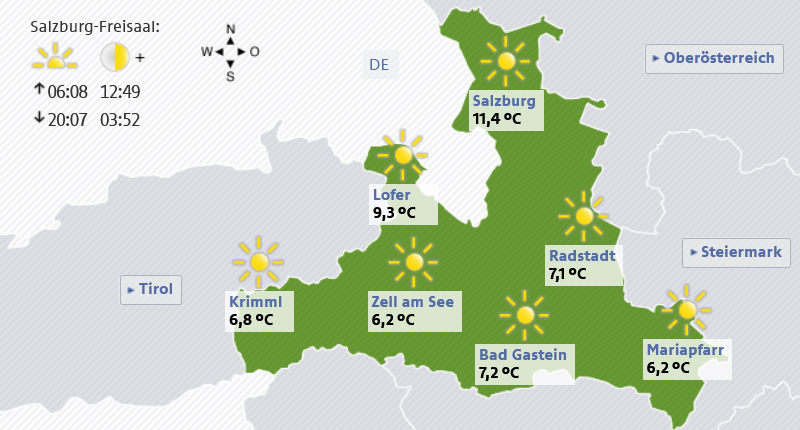 Salzburg-Freisaal:
+
06:08 12:49
20:07 03:52
N
W O
S
DE
Oberösterreich
Salzburg
11,4 ºC
Lofer
9,3 ºC
Radstadt
7,1 ºC
Steiermark
Tirol
Krimml
6,8 ºC
Zell am See
6,2 ºC
Bad Gastein
7,2 ºC
Mariapfarr
6,2 ºC